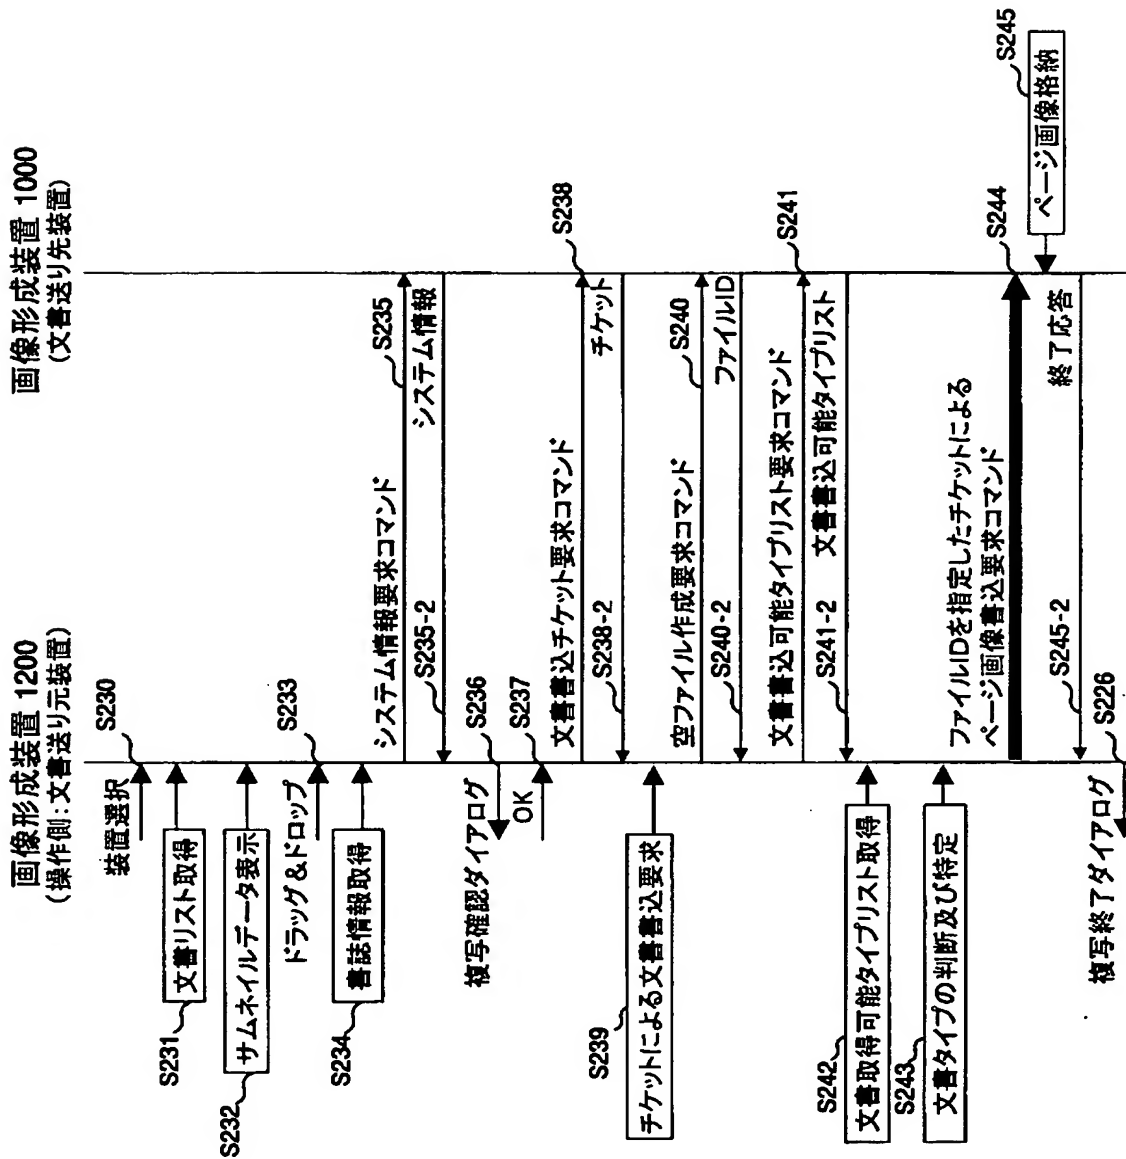 画像形成装置 1200
(操作側:文書送り元装置)
画像形成装置 1000
(文書送り先装置)
S230
装置選択
文書リスト取得
S231
サムネイルデータ表示
S232
S233
ドラッグ&ドロップ
書誌情報取得
S234
システム情報要求コマンド
S235
S235-2
システム情報
S236
複写確認ダイアログ
S237
OK
文書書込チケット要求コマンド
S238
S238-2
チケット
S239
チケットによる文書書込要求
空ファイル作成要求コマンド
S240
S240-2
ファイルID
文書書込可能タイプリスト要求コマンド
S241
S241-2
文書書込可能タイプリスト
S242
文書取得可能タイプリスト取得
S243
文書タイプの判断及び特定
ファイルIDを指定したチケットによる
ページ画像書込要求コマンド
S244
S245
ページ画像格納
S245-2
終了応答
S226
複写終了ダイアログ